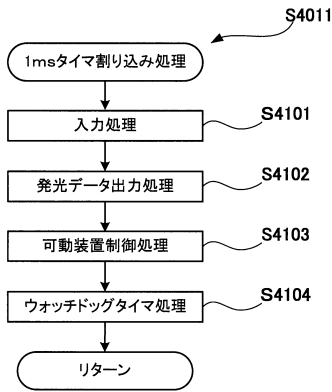 S4011
1msタイマ割り込み処理
入力処理
S4101
発光データ出力処理
S4102
可動装置制御処理
S4103
ウォッチドッグタイマ処理
S4104
リターン